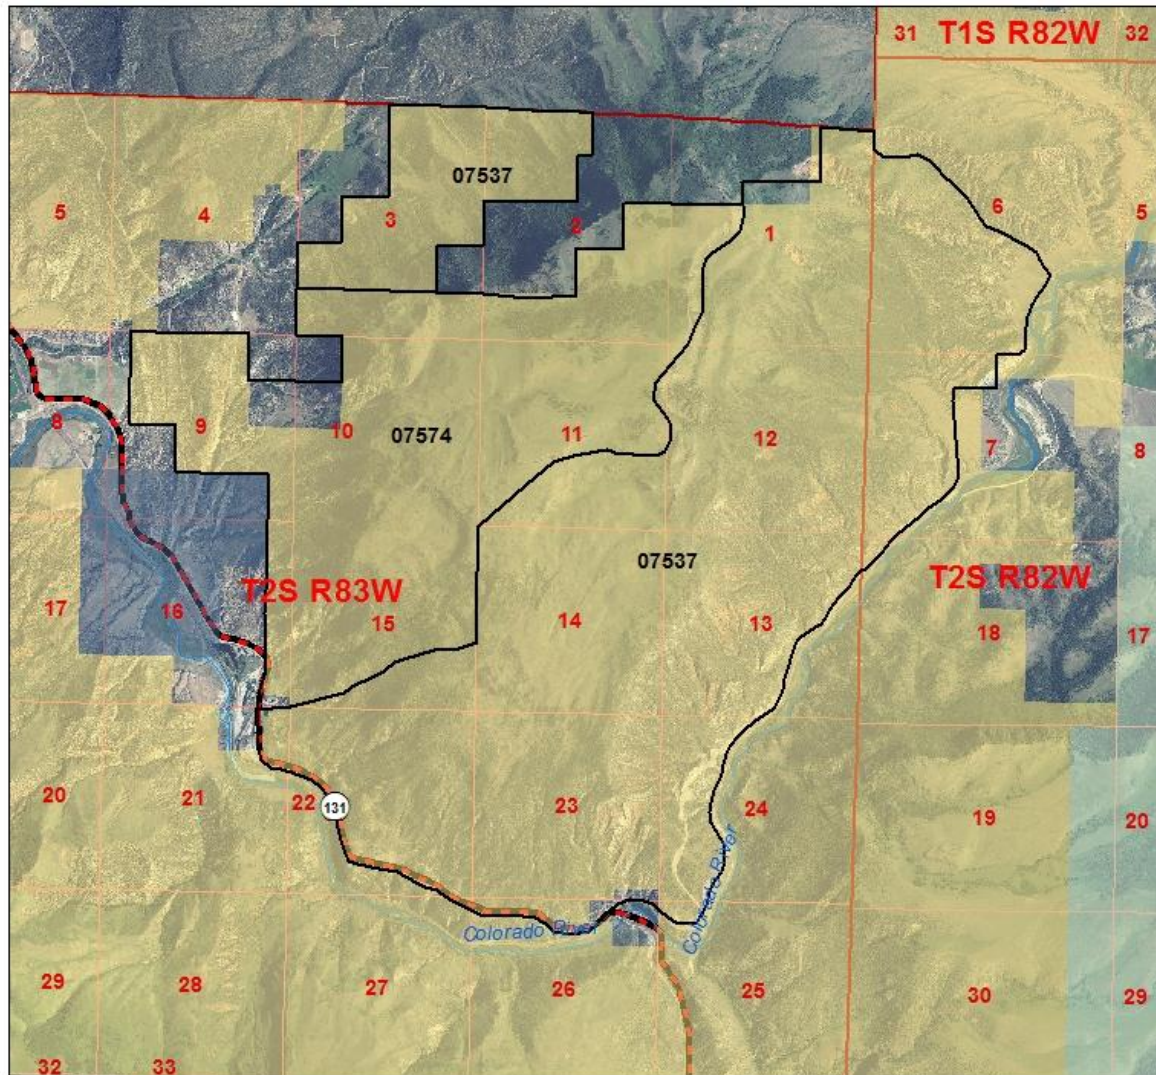 31 T1S R82W 32
07537
5 4 3 2 1 6 5
8 9 10 11 12 7 8
07574
07537
17 16 T2S R83W 15 14 13 T2S R82W 18 17
20 21 22 131 23 24 19 20
Colorado River
Colorado River
29 28 27 26 25 30 29
32 33